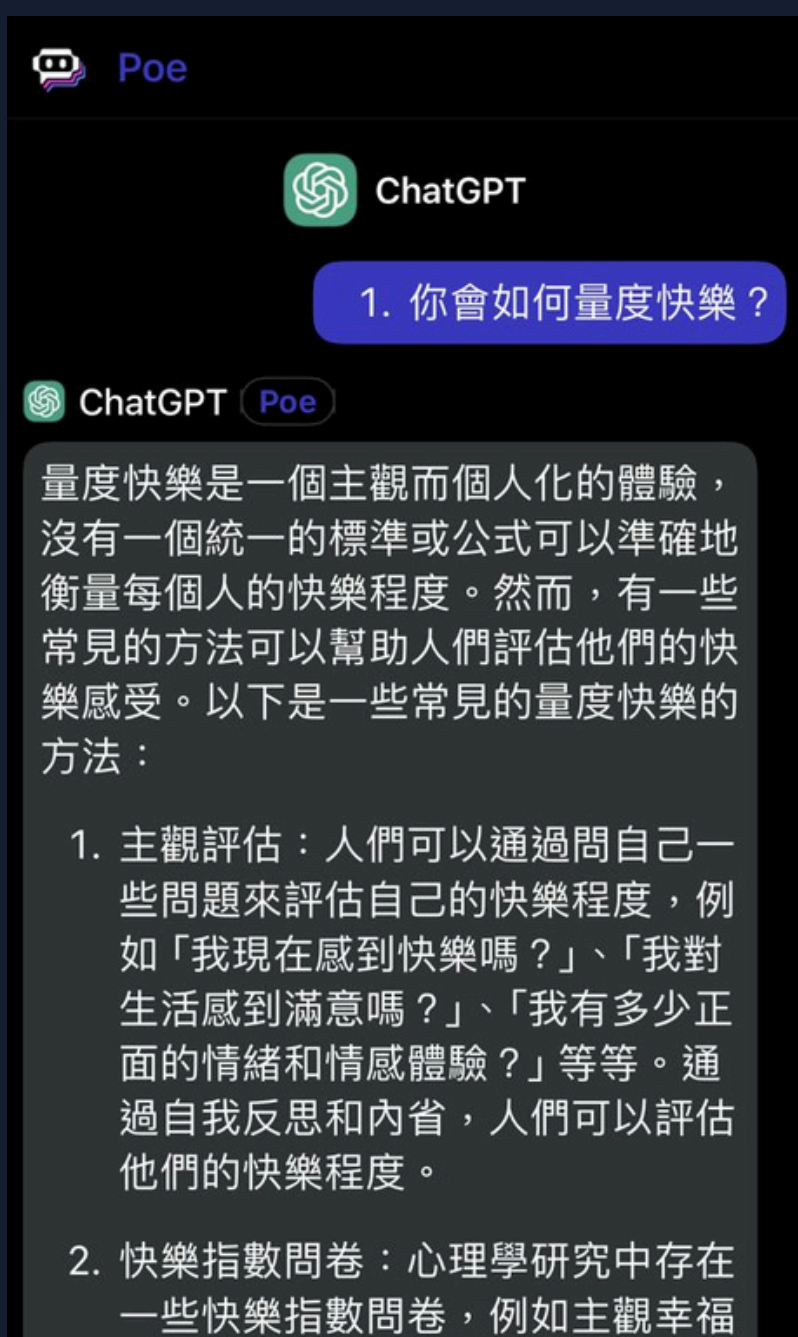 Poe
ChatGPT
1. 你會如何量度快樂?
ChatGPT Poe
量度快樂是一個主觀而個人化的體驗,
沒有一個統一的標準或公式可以準確地
衡量每個人的快樂程度。然而,有一些
常見的方法可以幫助人們評估他們的快
樂感受。以下是一些常見的量度快樂的
方法:
1. 主觀評估:人們可以通過問自己一
些問題來評估自己的快樂程度,例
如「我現在感到快樂嗎?」、「我對
生活感到滿意嗎?」、「我有多少正
面的情緒和情感體驗?」等等。通
過自我反思和內省,人們可以評估
他們的快樂程度。
2. 快樂指數問卷:心理學研究中存在
一些快樂指數問卷,例如主觀幸福